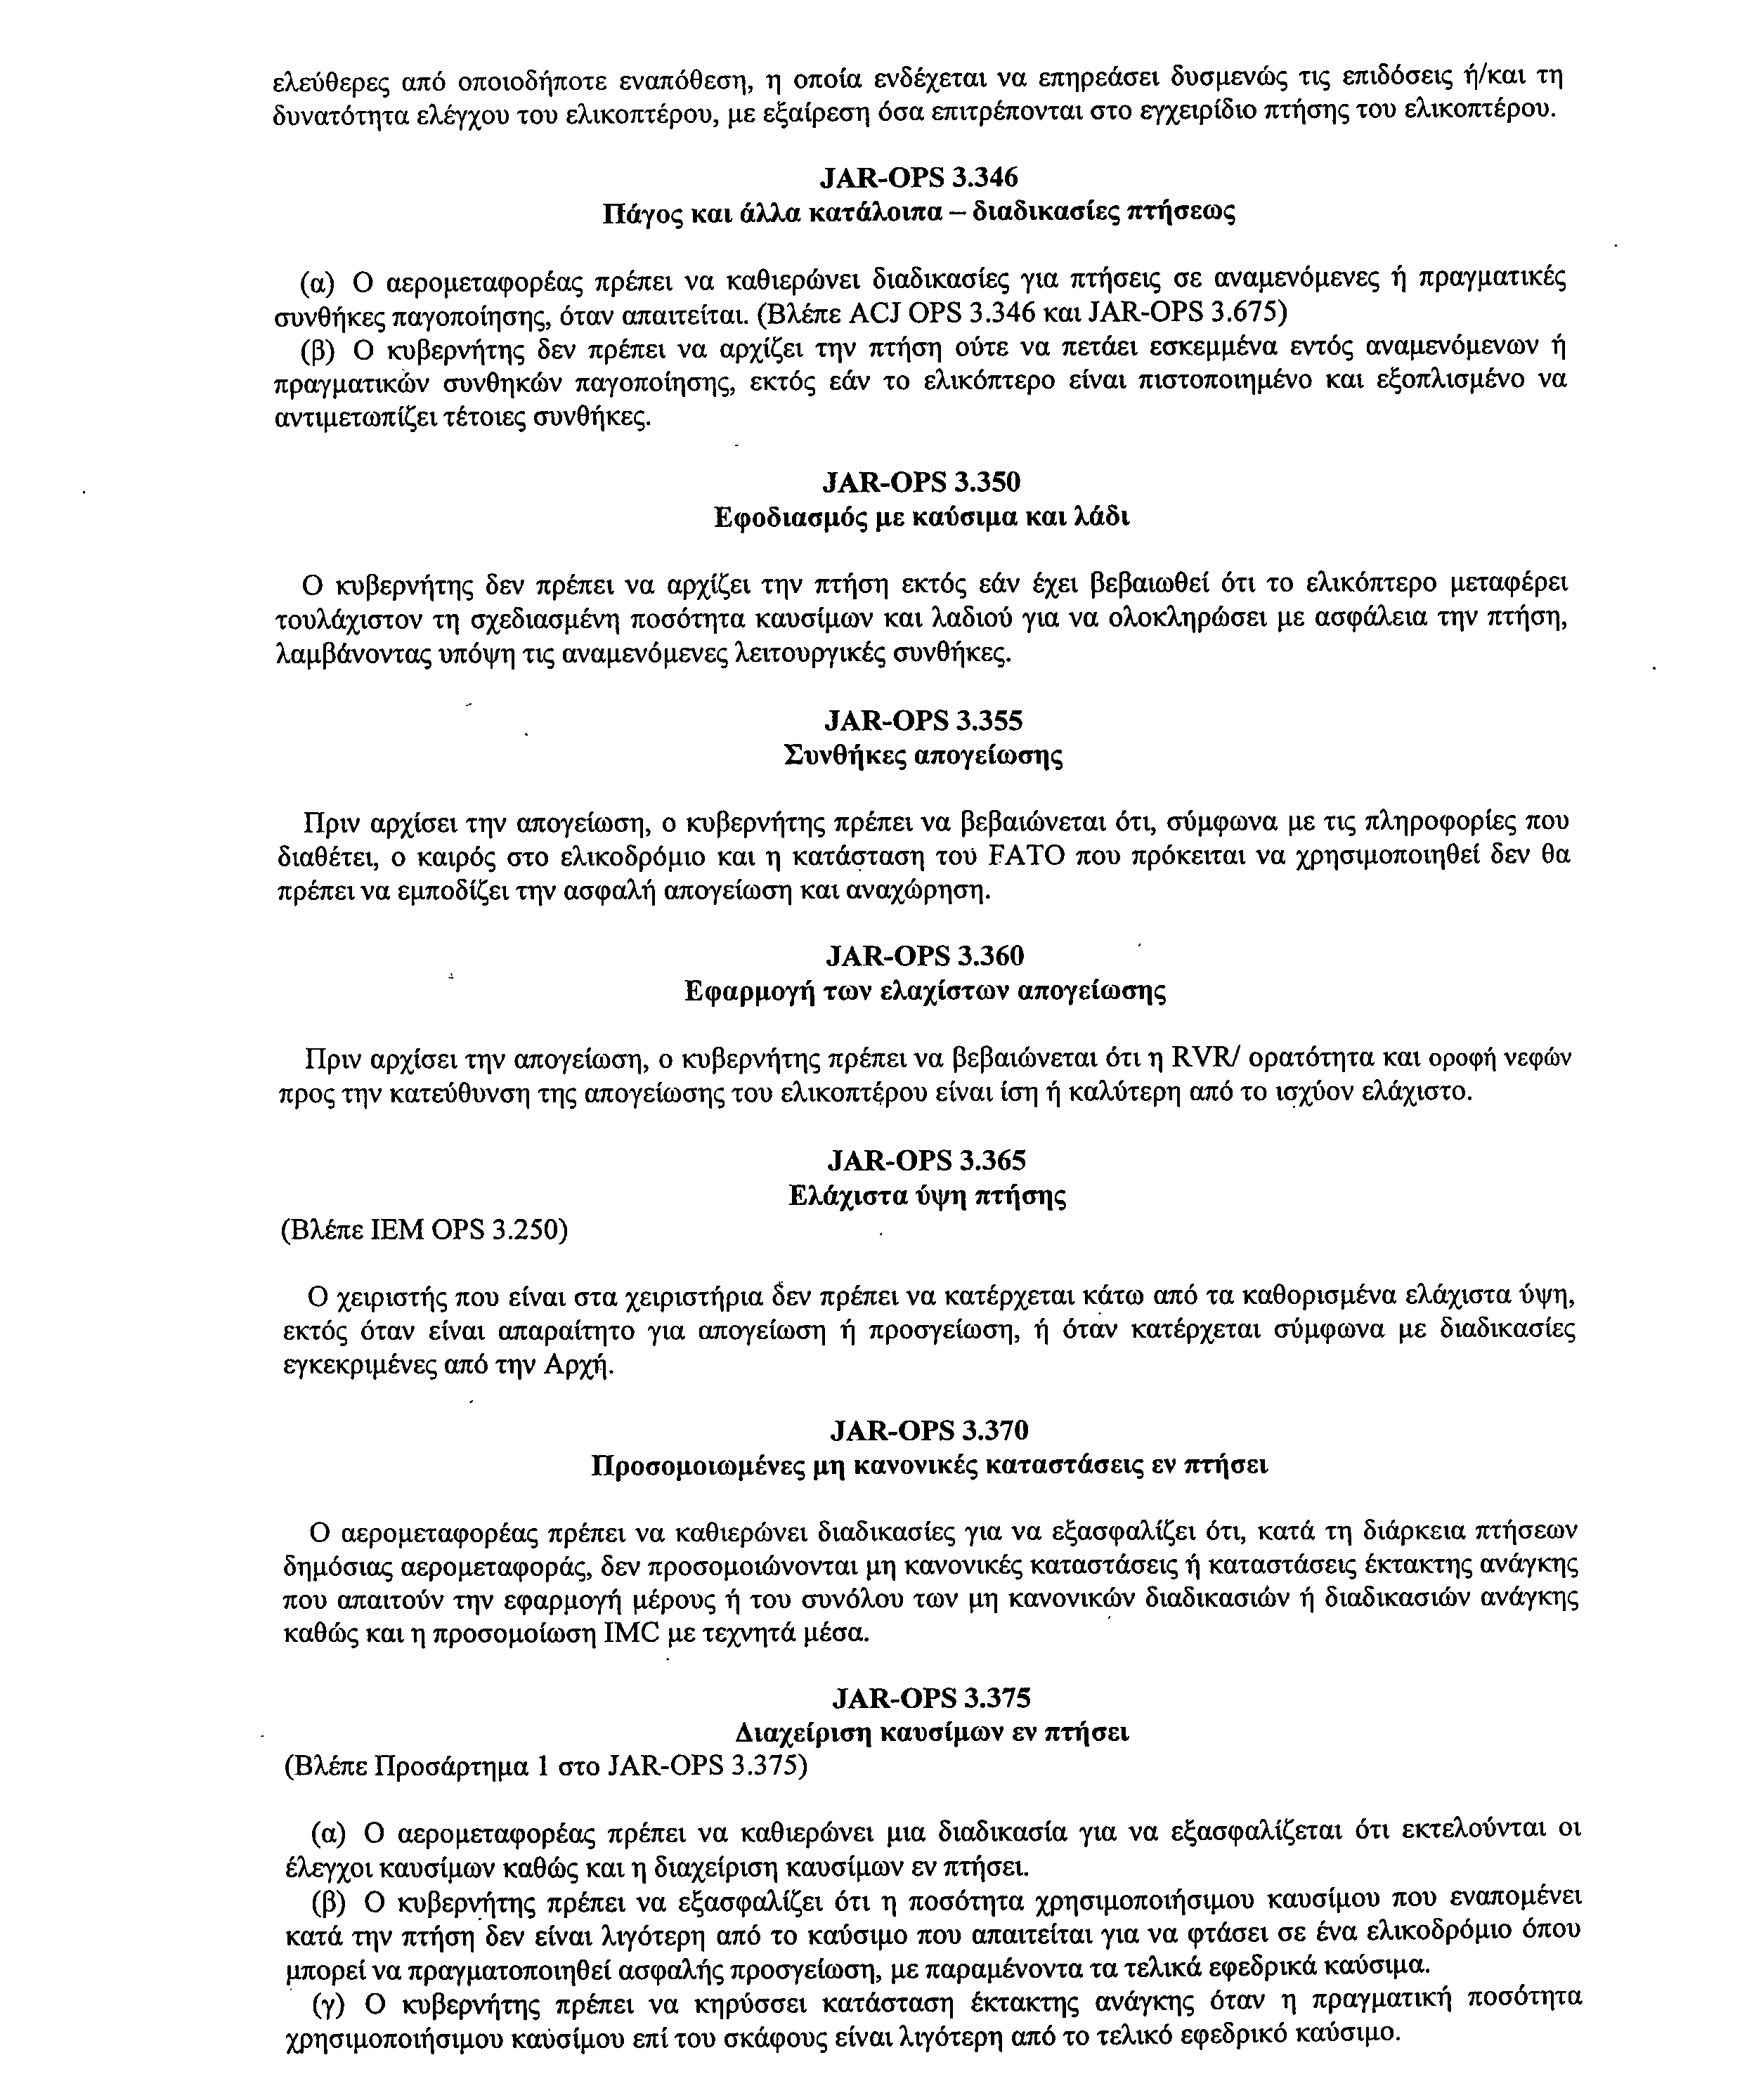 ελεύθερες από οποιοδήποτε εναπόθεση, η οποία ενδέχεται να επηρεάσει δυσμενώς τις επιδόσεις ή/και τη
δυνατότητα ελέγχου του ελικοπτέρου, με εξαίρεση όσα επιτρέπονται στο εγχειρίδιο πτήσης του ελικοπτέρου.
JAR-OPS 3.346
Πάγος και άλλα κατάλοιπα – διαδικασίες πτήσεως
(α) Ο αερομεταφορέας πρέπει να καθιερώνει διαδικασίες για πτήσεις σε αναμενόμενες ή πραγματικές
συνθήκες παγοποίησης, όταν απαιτείται. (Βλέπε ACJ OPS 3.346 και JAR-OPS 3.675)
(β) Ο κυβερνήτης δεν πρέπει να αρχίζει την πτήση ούτε να πετάει εσκεμμένα εντός αναμενόμενων ή
πραγματικών συνθηκών παγοποίησης, εκτός εάν το ελικόπτερο είναι πιστοποιημένο και εξοπλισμένο να
αντιμετωπίζει τέτοιες συνθήκες.
JAR-OPS 3.350
Εφοδιασμός με καύσιμα και λάδι
Ο κυβερνήτης δεν πρέπει να αρχίζει την πτήση εκτός εάν έχει βεβαιωθεί ότι το ελικόπτερο μεταφέρει
τουλάχιστον τη σχεδιασμένη ποσότητα καυσίμων και λαδιού για να ολοκληρώσει με ασφάλεια την πτήση,
λαμβάνοντας υπόψη τις αναμενόμενες λειτουργικές συνθήκες.
JAR-OPS 3.355
Συνθήκες απογείωσης
Πριν αρχίσει την απογείωση, ο κυβερνήτης πρέπει να βεβαιώνεται ότι, σύμφωνα με τις πληροφορίες που
διαθέτει, ο καιρός στο ελικοδρόμιο και η κατάσταση του FATO που πρόκειται να χρησιμοποιηθεί δεν θα
πρέπει να εμποδίζει την ασφαλή απογείωση και αναχώρηση.
JAR-OPS 3.360
Εφαρμογή των ελαχίστων απογείωσης
Πριν αρχίσει την απογείωση, ο κυβερνήτης πρέπει να βεβαιώνεται ότι η RVR/ ορατότητα και οροφή νεφών
προς την κατεύθυνση της απογείωσης του ελικοπτέρου είναι ίση ή καλύτερη από το ισχύον ελάχιστο.
JAR-OPS 3.365
Ελάχιστα ύψη πτήσης
(Βλέπε IEM OPS 3.250)
Ο χειριστής που είναι στα χειριστήρια δεν πρέπει να κατέρχεται κάτω από τα καθορισμένα ελάχιστα ύψη,
εκτός όταν είναι απαραίτητο για απογείωση ή προσγείωση, ή όταν κατέρχεται σύμφωνα με διαδικασίες
εγκεκριμένες από την Αρχή.
JAR-OPS 3.370
Προσομοιωμένες μη κανονικές καταστάσεις εν πτήσει
Ο αερομεταφορέας πρέπει να καθιερώνει διαδικασίες για να εξασφαλίζει ότι, κατά τη διάρκεια πτήσεων
δημόσιας αερομεταφοράς, δεν προσομοιώνονται μη κανονικές καταστάσεις ή καταστάσεις έκτακτης ανάγκης
που απαιτούν την εφαρμογή μέρους ή του συνόλου των μη κανονικών διαδικασιών ή διαδικασιών ανάγκης
καθώς και η προσομοίωση IMC με τεχνητά μέσα.
JAR-OPS 3.375
Διαχείριση καυσίμων εν πτήσει
(Βλέπε Προσάρτημα 1 στο JAR-OPS 3.375)
(α) Ο αερομεταφορέας πρέπει να καθιερώνει μια διαδικασία για να εξασφαλίζεται ότι εκτελούνται οι
έλεγχοι καυσίμων καθώς και η διαχείριση καυσίμων εν πτήσει.
(β) Ο κυβερνήτης πρέπει να εξασφαλίζει ότι η ποσότητα χρησιμοποιήσιμου καυσίμου που εναπομένει
κατά την πτήση δεν είναι λιγότερη από το καύσιμο που απαιτείται για να φτάσει σε ένα ελικοδρόμιο όπου
μπορεί να πραγματοποιηθεί ασφαλής προσγείωση, με παραμένοντα τα τελικά εφεδρικά καύσιμα.
(γ) Ο κυβερνήτης πρέπει να κηρύσσει κατάσταση έκτακτης ανάγκης όταν η πραγματική ποσότητα
χρησιμοποιήσιμου καυσίμου επί του σκάφους είναι λιγότερη από το τελικό εφεδρικό καύσιμο.